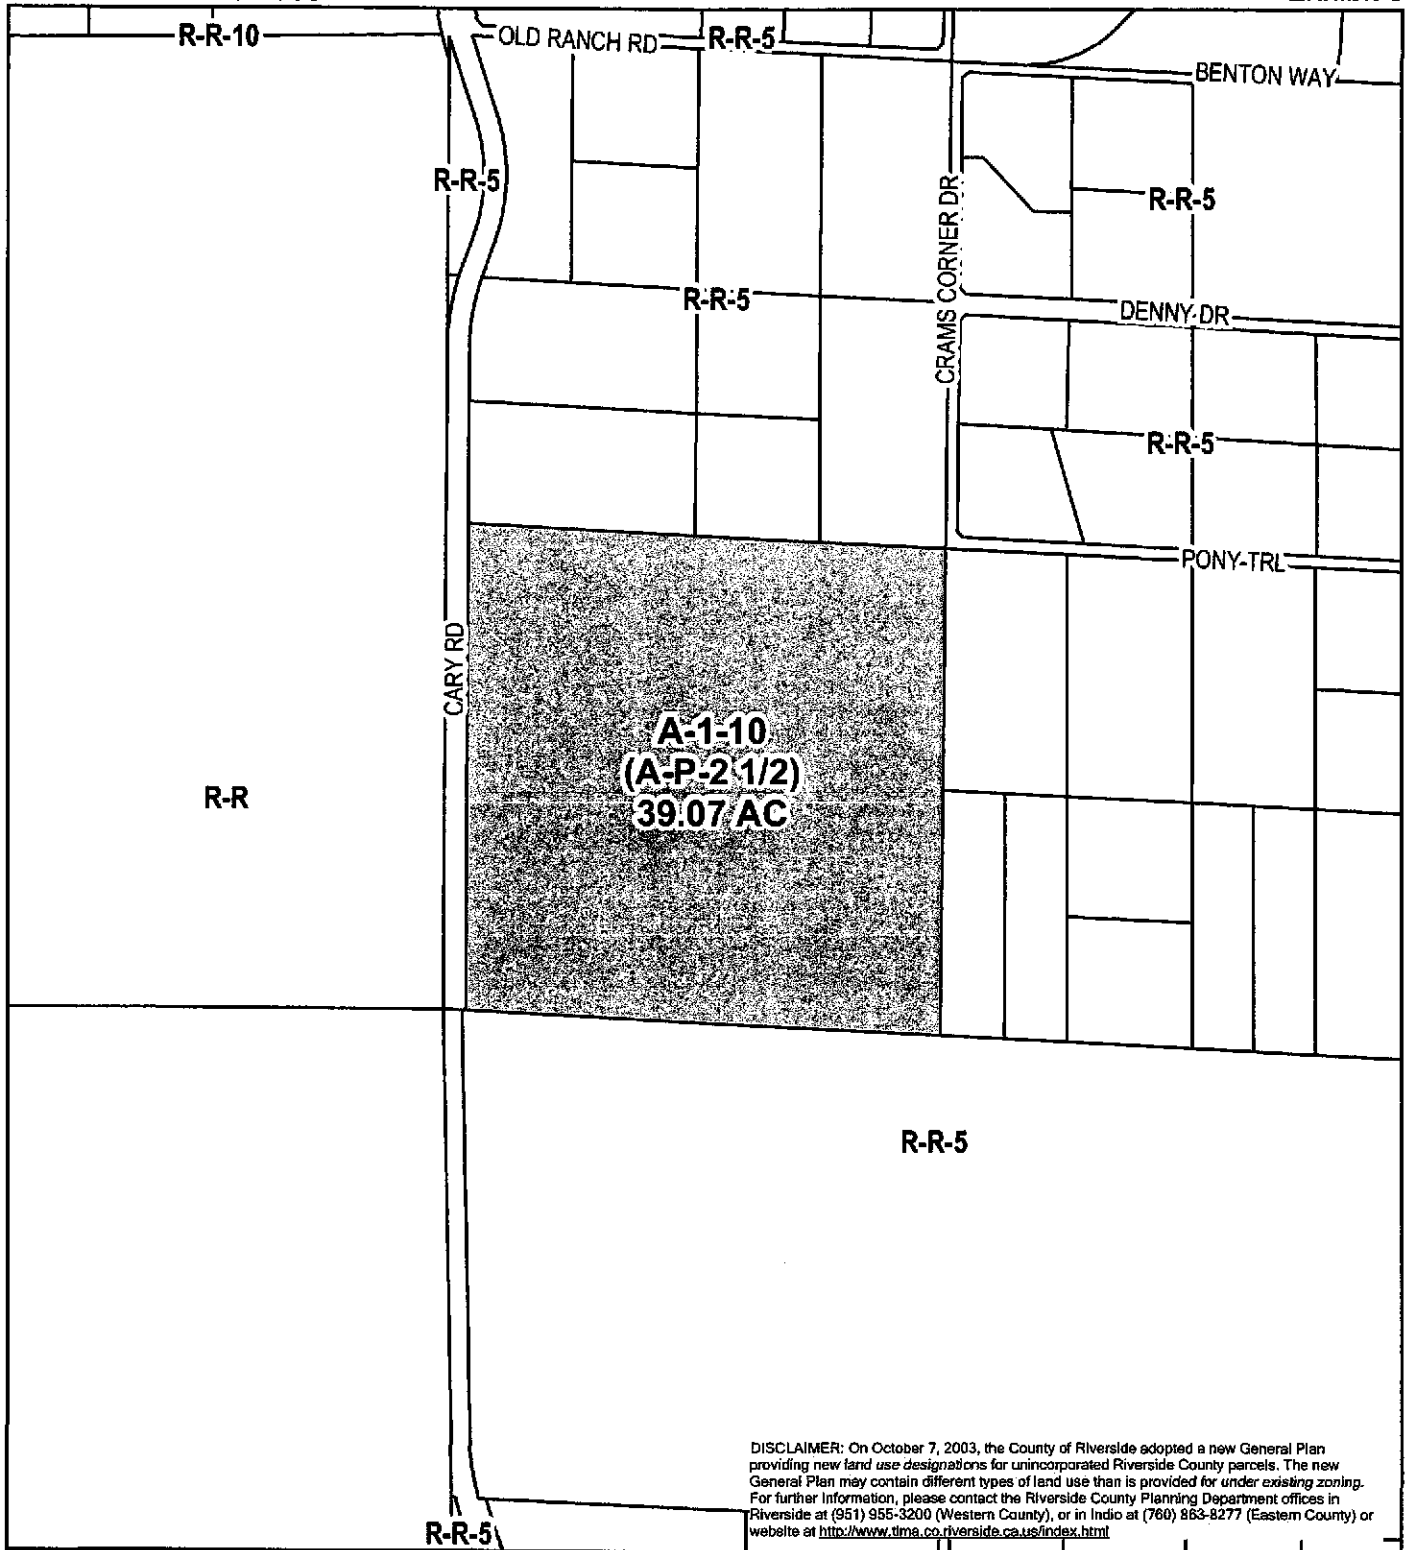 R-R-10
OLD RANCH RD
R-R-5
BENTON WAY
R-R-5
CRAMS CORNER DR
R-R-5
R-R-5
DENNY DR
R-R-5
PONY-TRL
CARY RD
A-1-10
(A-P-2 1/2)
39.07 AC
R-R
R-R-5
DISCLAIMER: On October 7, 2003, the County of Riverside adopted a new General Plan
providing new land use designations for unincorporated Riverside County parcels. The new
General Plan may contain different types of land use than is provided for under existing zoning.
For further information, please contact the Riverside County Planning Department offices in
Riverside at (951) 955-3200 (Western County), or in Indio at (760) 863-8277 (Eastern County) or
website at http://www.tlma.co.riverside.ca.us/index.html
R-R-5